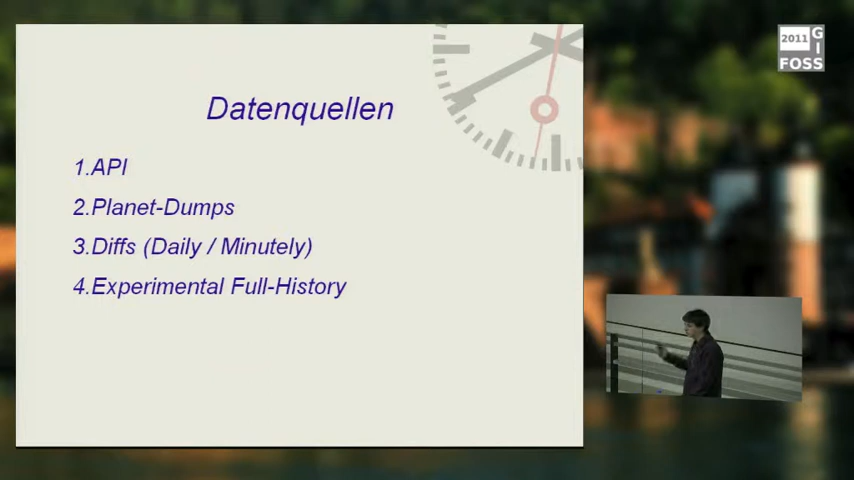 Datenquellen
1.API
2.Planet-Dumps
3.Diffs (Daily / Minutely)
4.Experimental Full-History
2011
G
I
FOSS